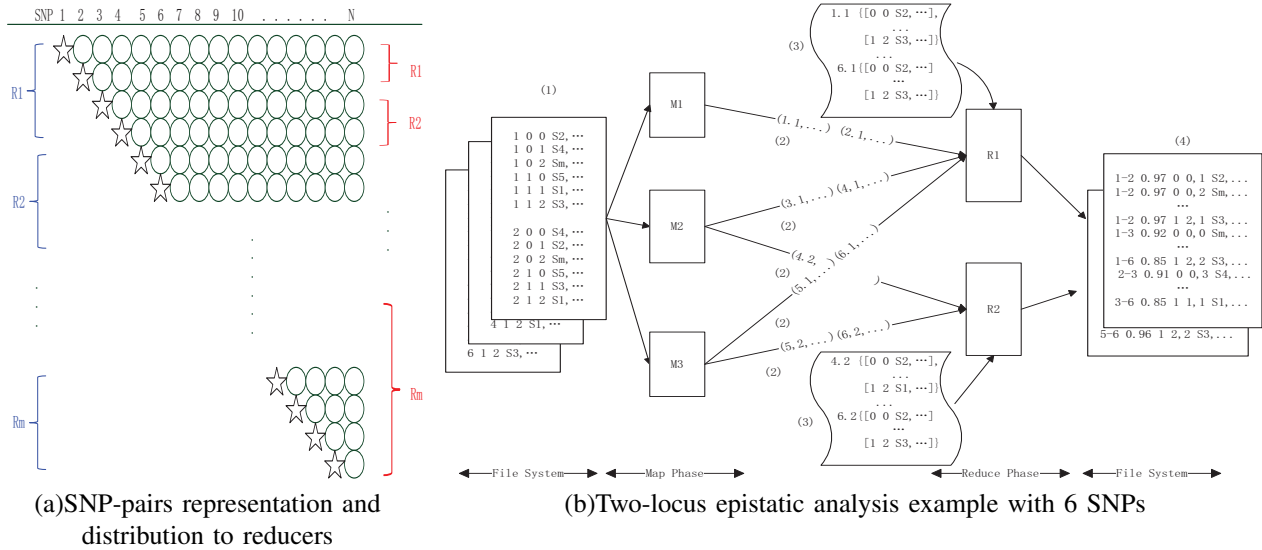 SNP 1 2 3 4 5 6 7 8 9 10 ...... N
R1
R2
Rm
R1
R2
Rm
(a)SNP-pairs representation and
distribution to reducers
(1)
1 0 0 S2,…
1 0 1 S4,…
1 0 2 Sm,…
1 1 0 S5,…
1 1 1 S1,…
1 1 2 S3,…
2 0 0 S4,…
2 0 1 S2,…
2 0 2 Sm,…
2 1 0 S5,…
2 1 1 S3,…
2 1 2 S1,…
4 1 2 S1,…
6 1 2 S3,…
M1
M2
M3
(1.1,...) (2.1,...)
(2)
(3.1,...) (4.1,...)
(2)
(4.2, )
(2)
(5.1,...) (6.1,...)
(2)
(5,2,...) (6,2,...)
(2)
(3)
1.1 {[0 0 S2,…],
...
[1 2 S3,…]}
...
6.1{[0 0 S2,…]
…
[1 2 S3,…]}
R1
R2
(3)
4.2 {[0 0 S2,…],
...
[1 2 S1,…]}
...
6.2{[0 0 S2,…]
…
[1 2 S3,…]}
(4)
1-2 0.97 0 0,1 S2,...
1-2 0.97 0 0,2 Sm,...
…
1-2 0.97 1 2,1 S3,...
1-3 0.92 0 0,0 Sm,...
…
1-6 0.85 1 2,2 S3,...
2-3 0.91 0 0,3 S4,...
…
3-6 0.85 1 1,1 S1,...
5-6 0.96 1 2,2 S3,...
File System
Map Phase
Reduce Phase
File System
(b)Two-locus epistatic analysis example with 6 SNPs